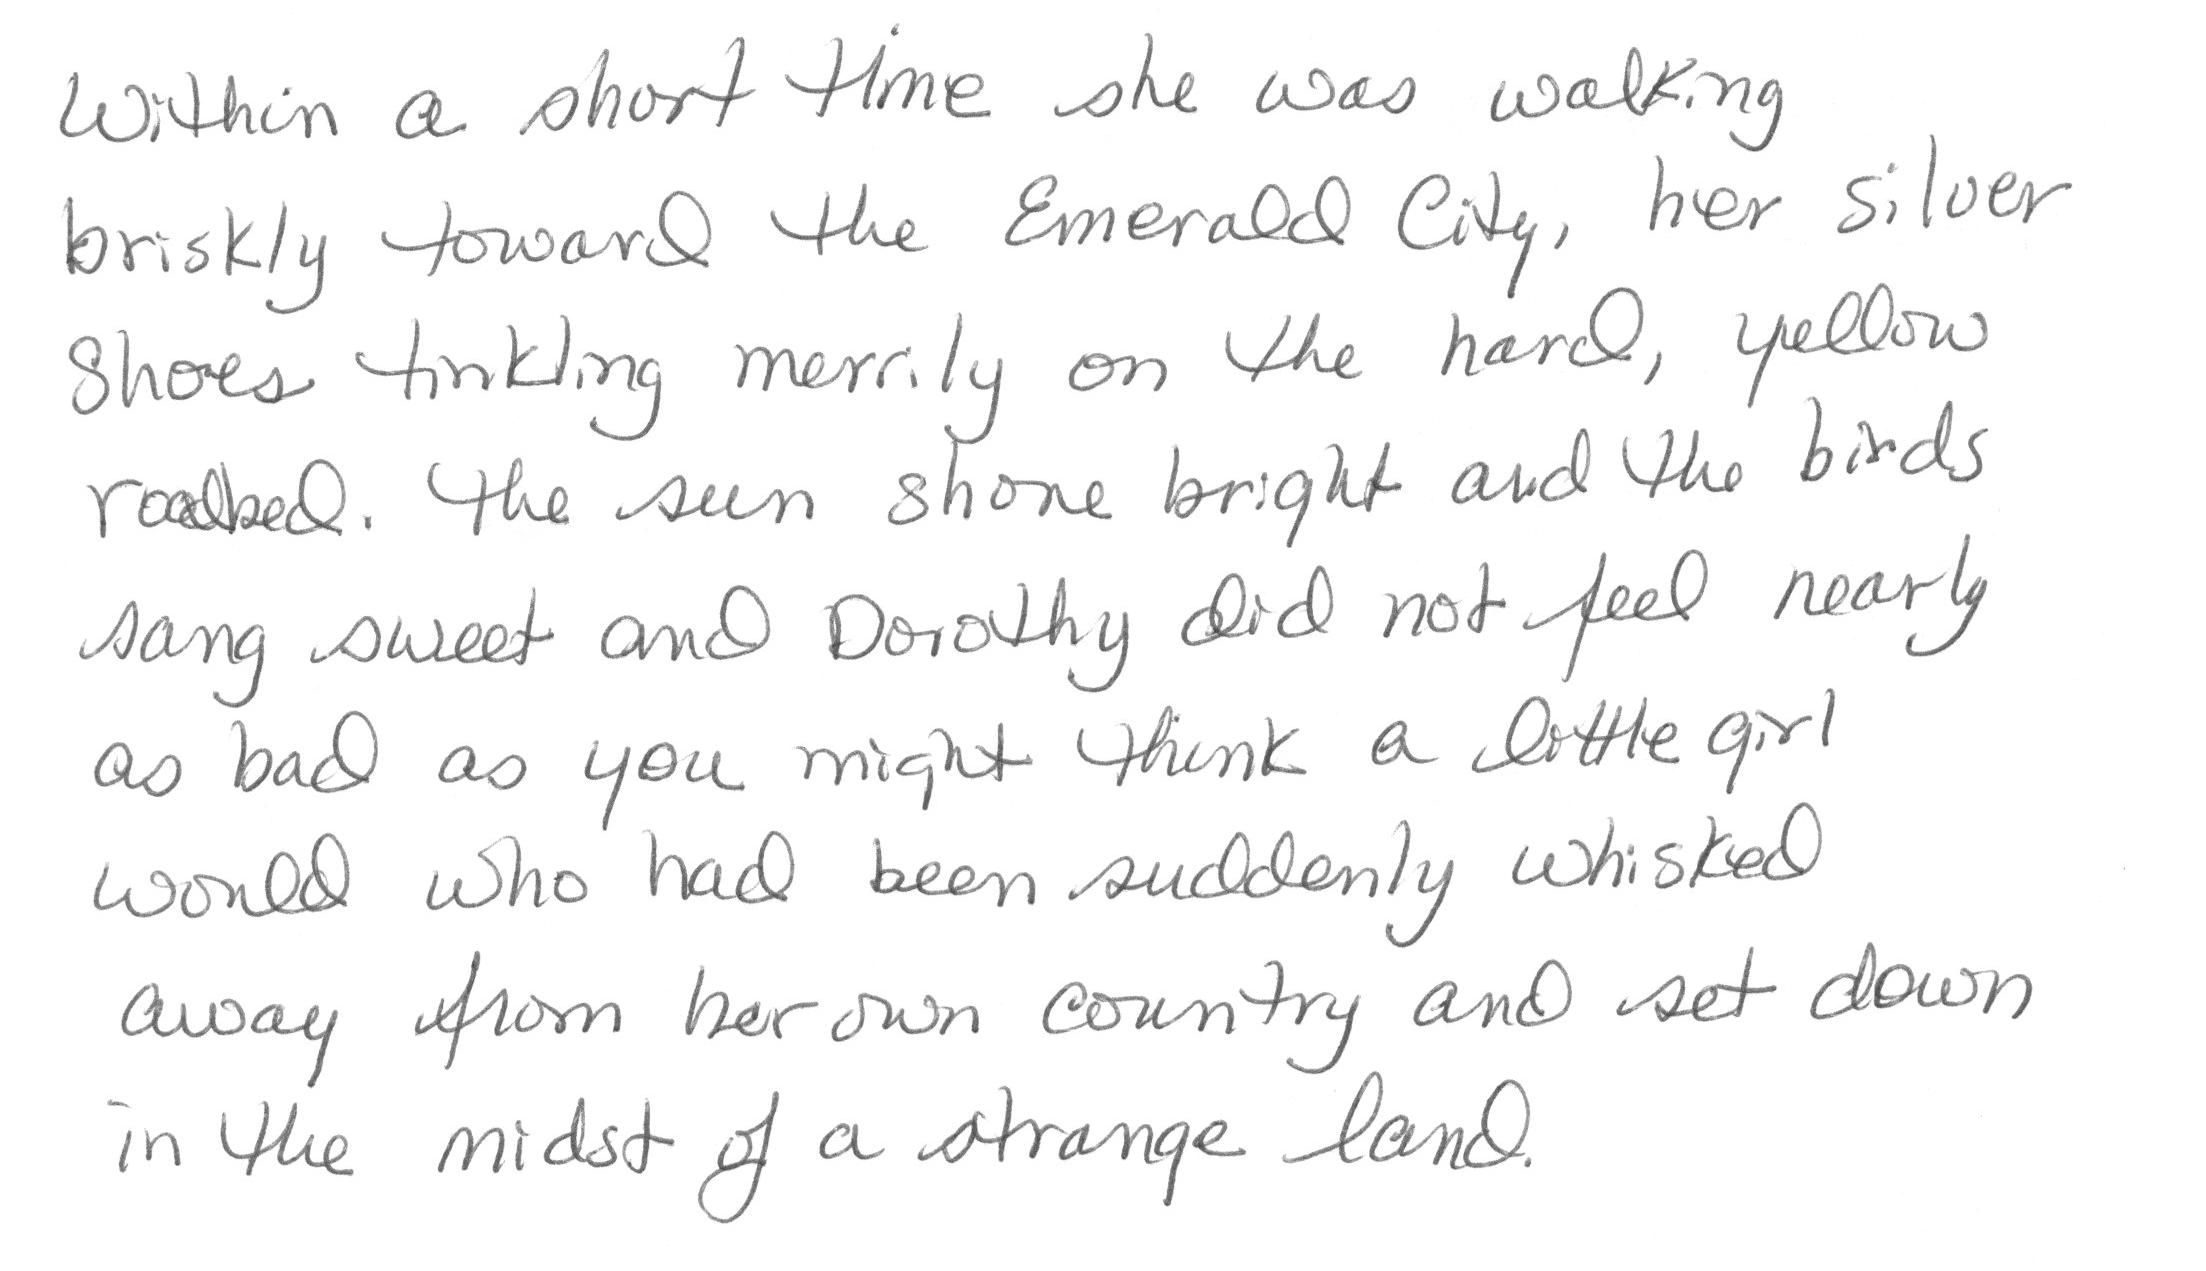 Within a short time she was walking
briskly toward the Emerald City, her silver
Shoes tinkling merrily on the hard, yellow
roadbed. The sun shone bright and the birds
sang sweet and Dorothy did not feel nearly
as bad as you might think a little girl
would who had been suddenly whisked
away from her own country and set down
in the midst of a strange land.